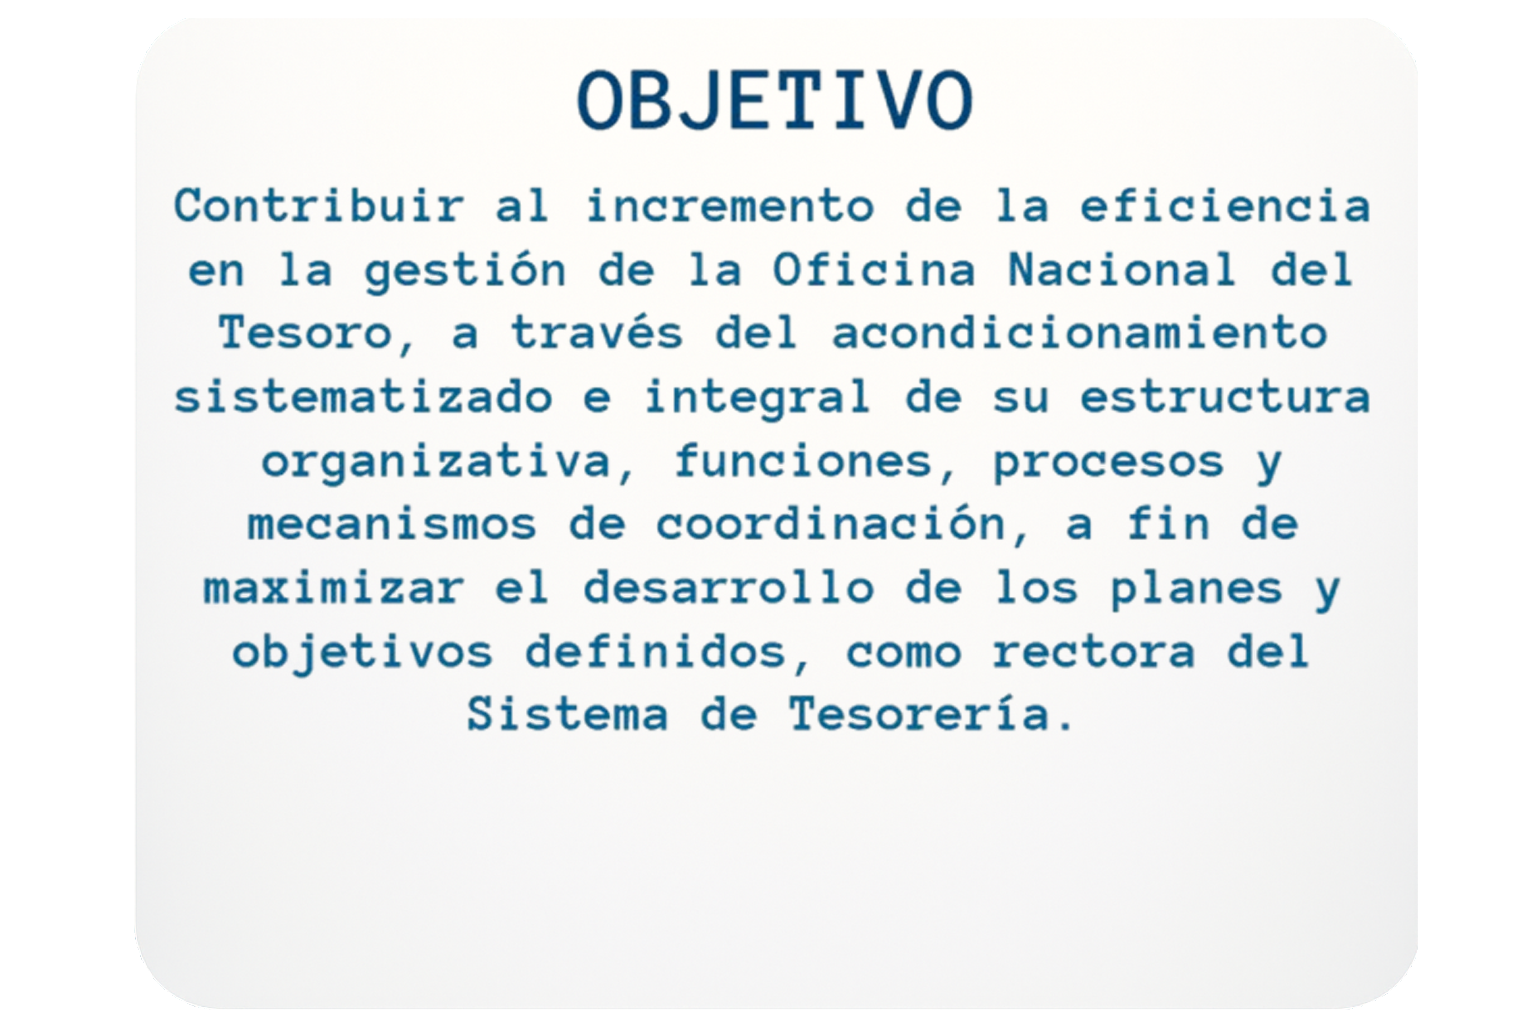 OBJETIVO
Contribuir al incremento de la eficiencia
en la gestión de la Oficina Nacional del
Tesoro, a través del acondicionamiento
sistematizado e integral de su estructura
organizativa, funciones, procesos y
mecanismos de coordinación, a fin de
maximizar el desarrollo de los planes y
objetivos definidos, como rectora del
Sistema de Tesorería.